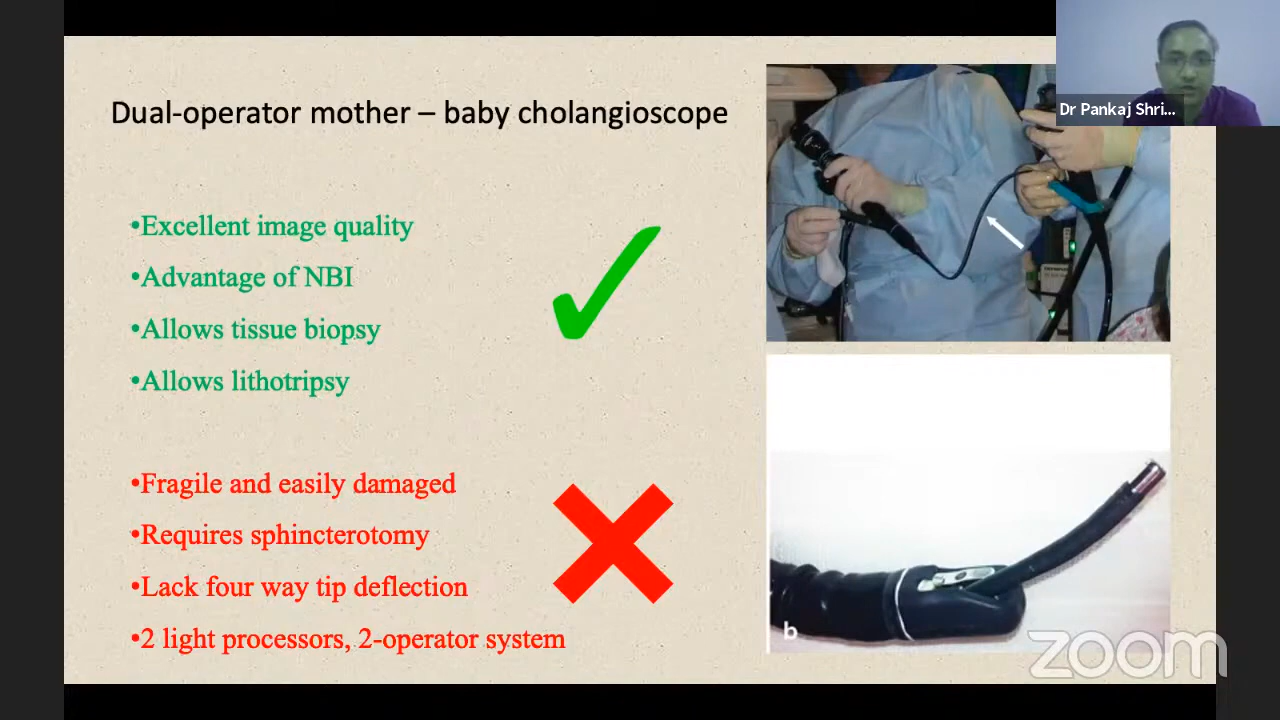 Dr Pankaj Shri...
Dual-operator mother – baby cholangioscope
•Excellent image quality
•Advantage of NBI
•Allows tissue biopsy
•Allows lithotripsy
•Fragile and easily damaged
•Requires sphincterotomy
•Lack four way tip deflection
•2 light processors, 2-operator system
b
zoom